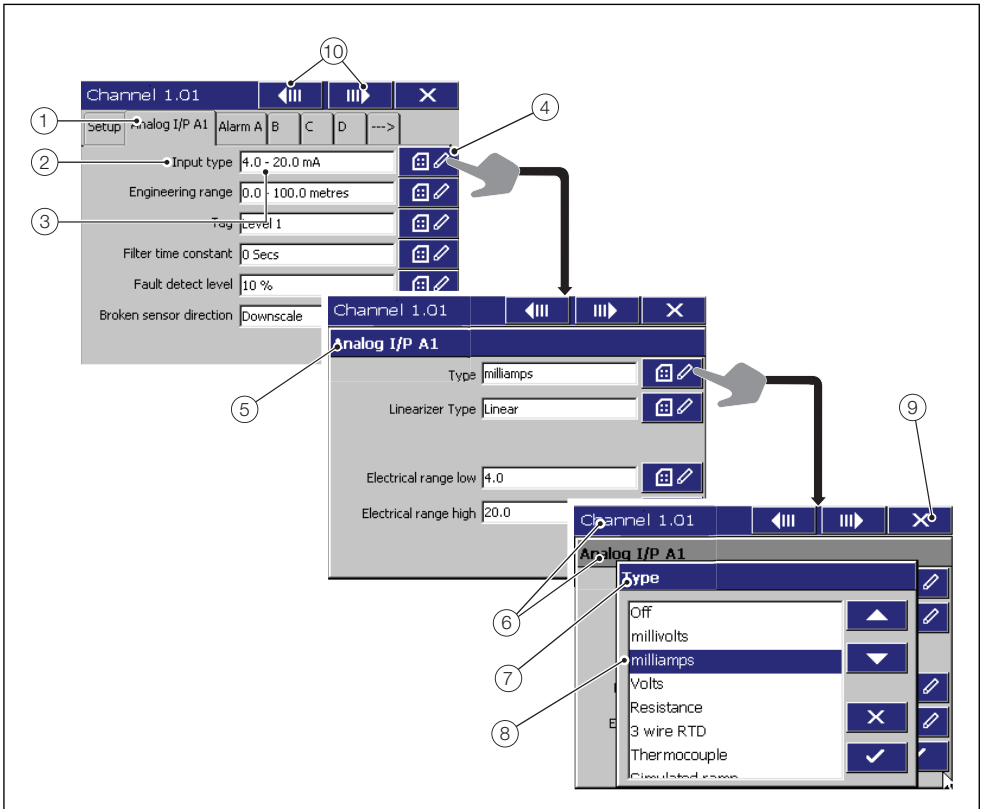 10
Channel 1.01
1
Setup Analog I/P A1 Alarm A B C D --->
4
2
Input type 4.0 - 20.0 mA
Engineering range 0.0 - 100.0 metres
3
Tag Level 1
Filter time constant 0 Secs
Fault detect level 10 %
Broken sensor direction Downscale
Channel 1.01
Analog I/P A1
5
Type milliamps
Linearizer Type Linear
9
Electrical range low 4.0
Electrical range high 20.0
Channel 1.01
Analog I/P A1
6
Type
7
Off
millivolts
milliamps
8
Volts
Resistance
3 wire RTD
Thermocouple
Simulated ramp
E